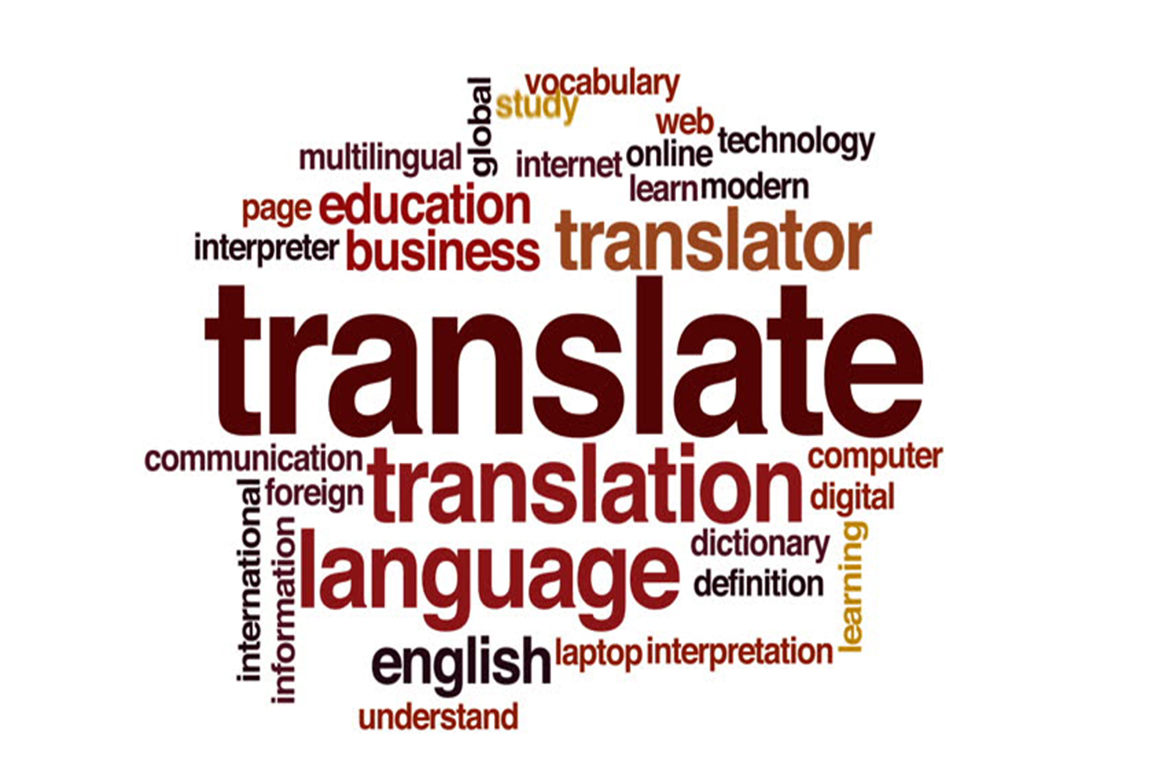 vocabulary
global
study
web
technology
multilingual
internet
online
learn
modern
page
education
translator
interpreter
business
translate
communication
translation
computer
foreign
digital
international
information
language
dictionary
definition
learning
english
laptop
interpretation
understand